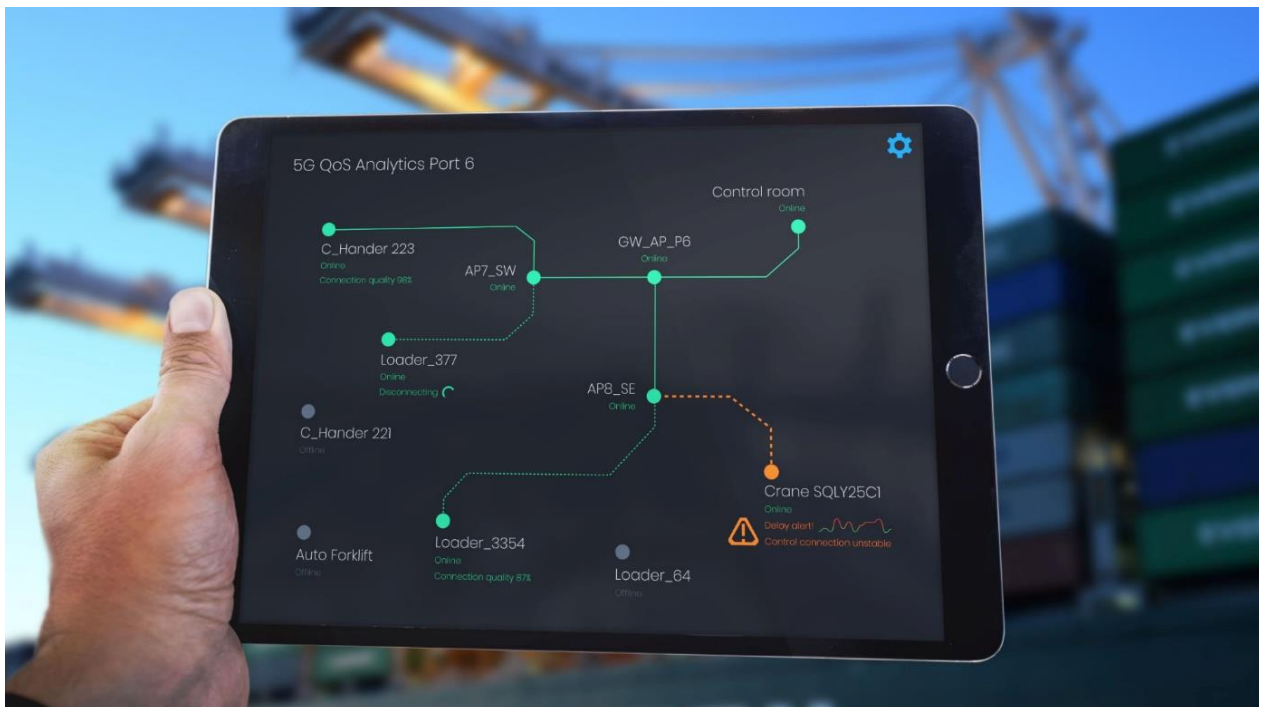 5G QoS Analytics Port 6
Control room
Online
C_Hander 223
Online
Connection quality 98%
AP7_SW
Online
GW_AP_P6
Online
Loader_377
Online
Disconnecting
AP8_SE
Online
C_Hander 221
Offline
Crane SQLY25C1
Online
Delay alert!
Control connection unstable
Auto Forklift
Offline
Loader_3354
Online
Connection quality 87%
Loader_64
Offline